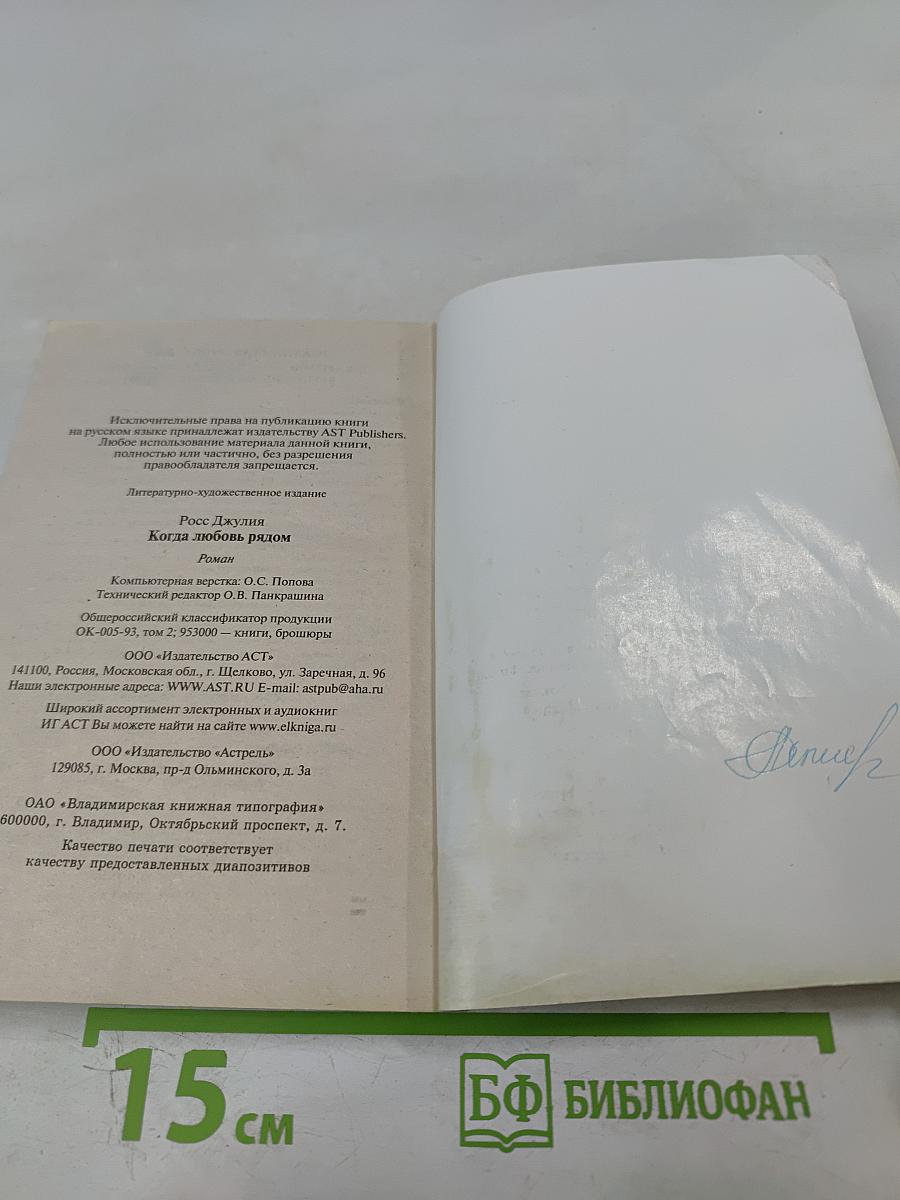 Исключительные права на публикацию книги
на русском языке принадлежат издательству AST Publishers.
Любое использование материала данной книги,
полностью или частично, без разрешения
правообладателя запрещается.
Литературно-художественное издание
Росс Джулия
Когда любовь рядом
Роман
Компьютерная верстка: О.С. Попова
Технический редактор О.В. Панкрашина
Общероссийский классификатор продукции
ОК-005-93, том 2; 953000 — книги, брошюры
ООО «Издательство АСТ»
141100, Россия, Московская обл., г. Щелково, ул. Заречная, д. 96
Наши электронные адреса: WWW.AST.RU E-mail: astpub@aha.ru
Широкий ассортимент электронных и аудиокниг
ИГ АСТ Вы можете найти на сайте www.elkniga.ru
ООО «Издательство «Астрель»
129085, г. Москва, пр-д Ольминского, д. 3а
ОАО «Владимирская книжная типография»
600000, г. Владимир, Октябрьский проспект, д. 7.
Качество печати соответствует
качеству предоставленных диапозитивов
15 см
БФ БИБЛИОФАН